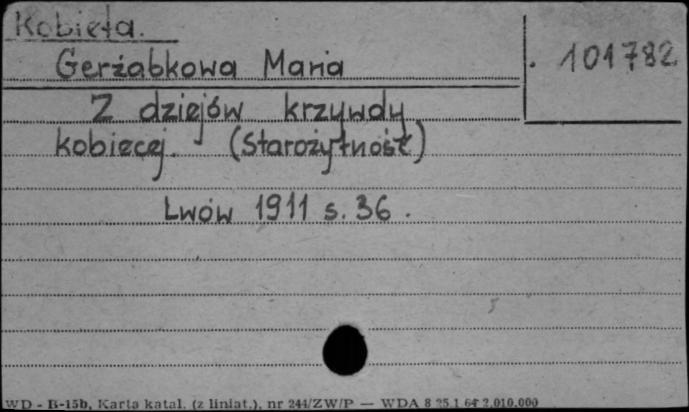 Kobieta.
101782
Gerżabkowa Maria
Z dziejów krzywdy
kobiecej. (Starożytność)
Lwów 1911 s. 36.
WD - R-15b, Karta katal. (z liniat.), nr 244/ZW/P — WDA 8 25.1 64 2.010.000